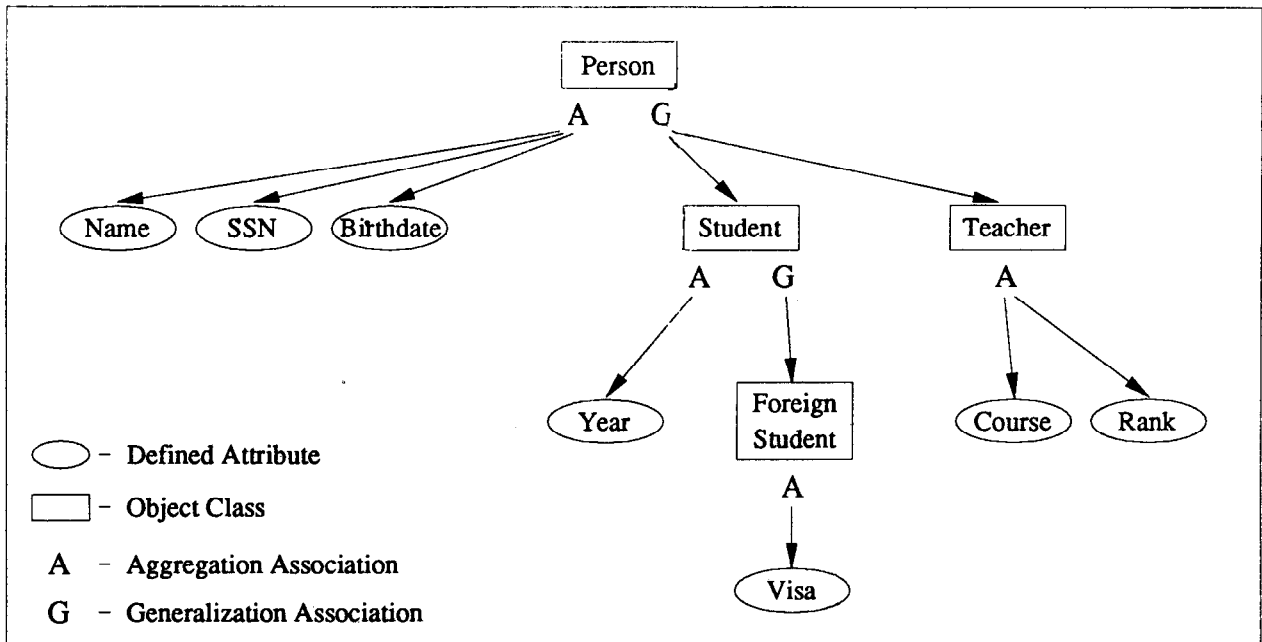 Person
A G
Name SSN Birthdate Student Teacher
A G A
Year Foreign Student Course Rank
A
Visa
– Defined Attribute
– Object Class
A – Aggregation Association
G – Generalization Association